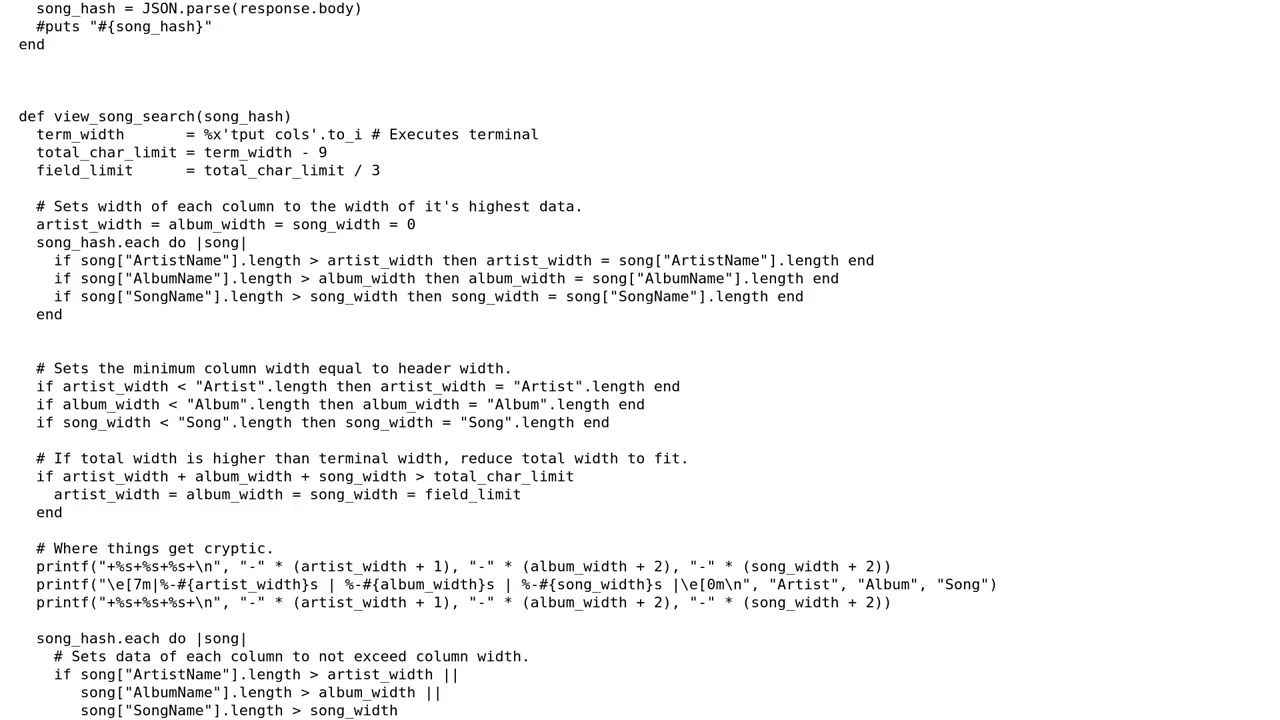 song_hash = JSON.parse(response.body)
#puts "#{song_hash}"
end
def view_song_search(song_hash)
term_width       = %x'tput cols'.to_i # Executes terminal
total_char_limit = term_width - 9
field_limit      = total_char_limit / 3
# Sets width of each column to the width of it's highest data.
artist_width = album_width = song_width = 0
song_hash.each do |song|
if song["ArtistName"].length > artist_width then artist_width = song["ArtistName"].length end
if song["AlbumName"].length > album_width then album_width = song["AlbumName"].length end
if song["SongName"].length > song_width then song_width = song["SongName"].length end
end
# Sets the minimum column width equal to header width.
if artist_width < "Artist".length then artist_width = "Artist".length end
if album_width < "Album".length then album_width = "Album".length end
if song_width < "Song".length then song_width = "Song".length end
# If total width is higher than terminal width, reduce total width to fit.
if artist_width + album_width + song_width > total_char_limit
artist_width = album_width = song_width = field_limit
end
# Where things get cryptic.
printf("+%s+%s+%s+\n", "-" * (artist_width + 1), "-" * (album_width + 2), "-" * (song_width + 2))
printf("\e[7m|%-#{artist_width}s | %-#{album_width}s | %-#{song_width}s |\e[0m\n", "Artist", "Album", "Song")
printf("+%s+%s+%s+\n", "-" * (artist_width + 1), "-" * (album_width + 2), "-" * (song_width + 2))
song_hash.each do |song|
# Sets data of each column to not exceed column width.
if song["ArtistName"].length > artist_width ||
song["AlbumName"].length > album_width ||
song["SongName"].length > song_width